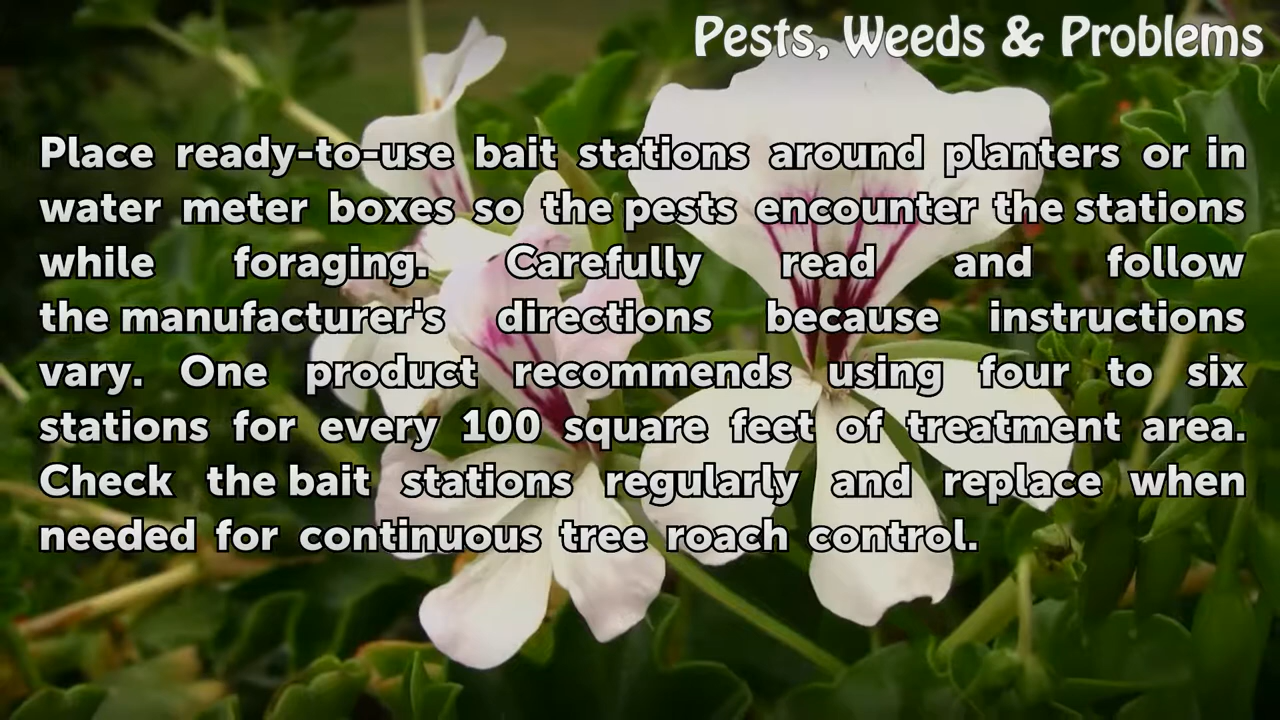 Pests, Weeds & Problems
Place ready-to-use bait stations around planters or in
water meter boxes so the pests encounter the stations
while foraging. Carefully read and follow
the manufacturer's directions because instructions
vary. One product recommends using four to six
stations for every 100 square feet of treatment area.
Check the bait stations regularly and replace when
needed for continuous tree roach control.